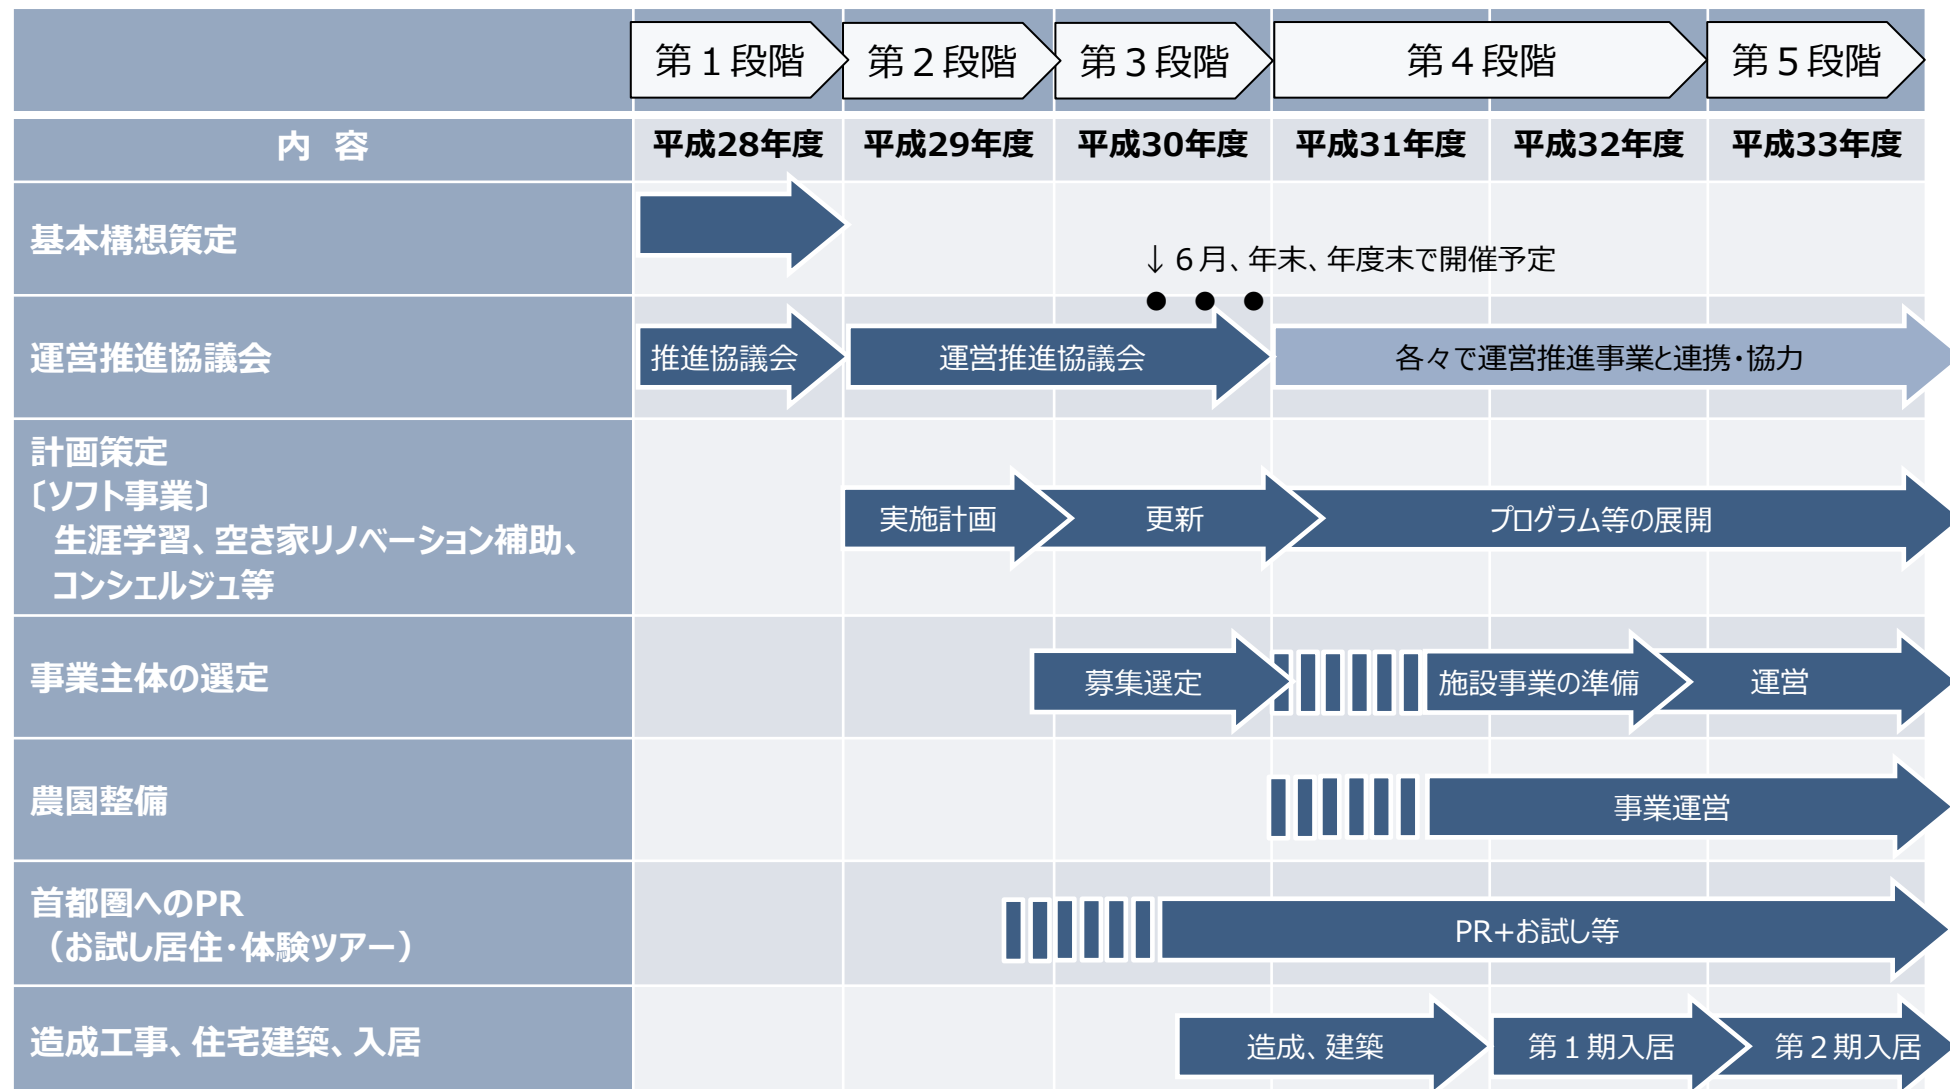 第１段階 第２段階 第３段階 第４段階 第５段階
内 容 平成28年度 平成29年度 平成30年度 平成31年度 平成32年度 平成33年度
基本構想策定
↓６月、年末、年度末で開催予定
● ● ●
運営推進協議会 推進協議会 運営推進協議会 各々で運営推進事業と連携・協力
計画策定
〔ソフト事業〕
生涯学習、空き家リノベーション補助、
コンシェルジュ等
実施計画 更新 プログラム等の展開
事業主体の選定 募集選定 施設事業の準備 運営
農園整備 事業運営
首都圏へのPR
（お試し居住・体験ツアー）
PR+お試し等
造成工事、住宅建築、入居 造成、建築 第１期入居 第２期入居